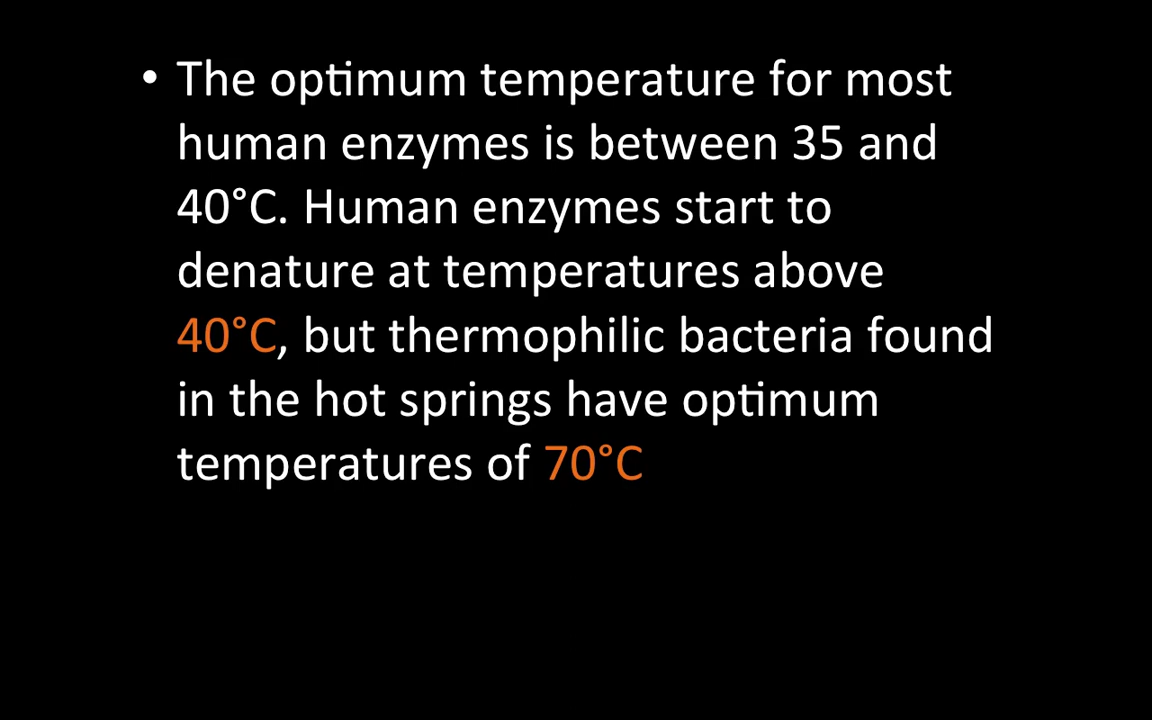 • The optimum temperature for most
human enzymes is between 35 and
40°C. Human enzymes start to
denature at temperatures above
40°C, but thermophilic bacteria found
in the hot springs have optimum
temperatures of 70°C